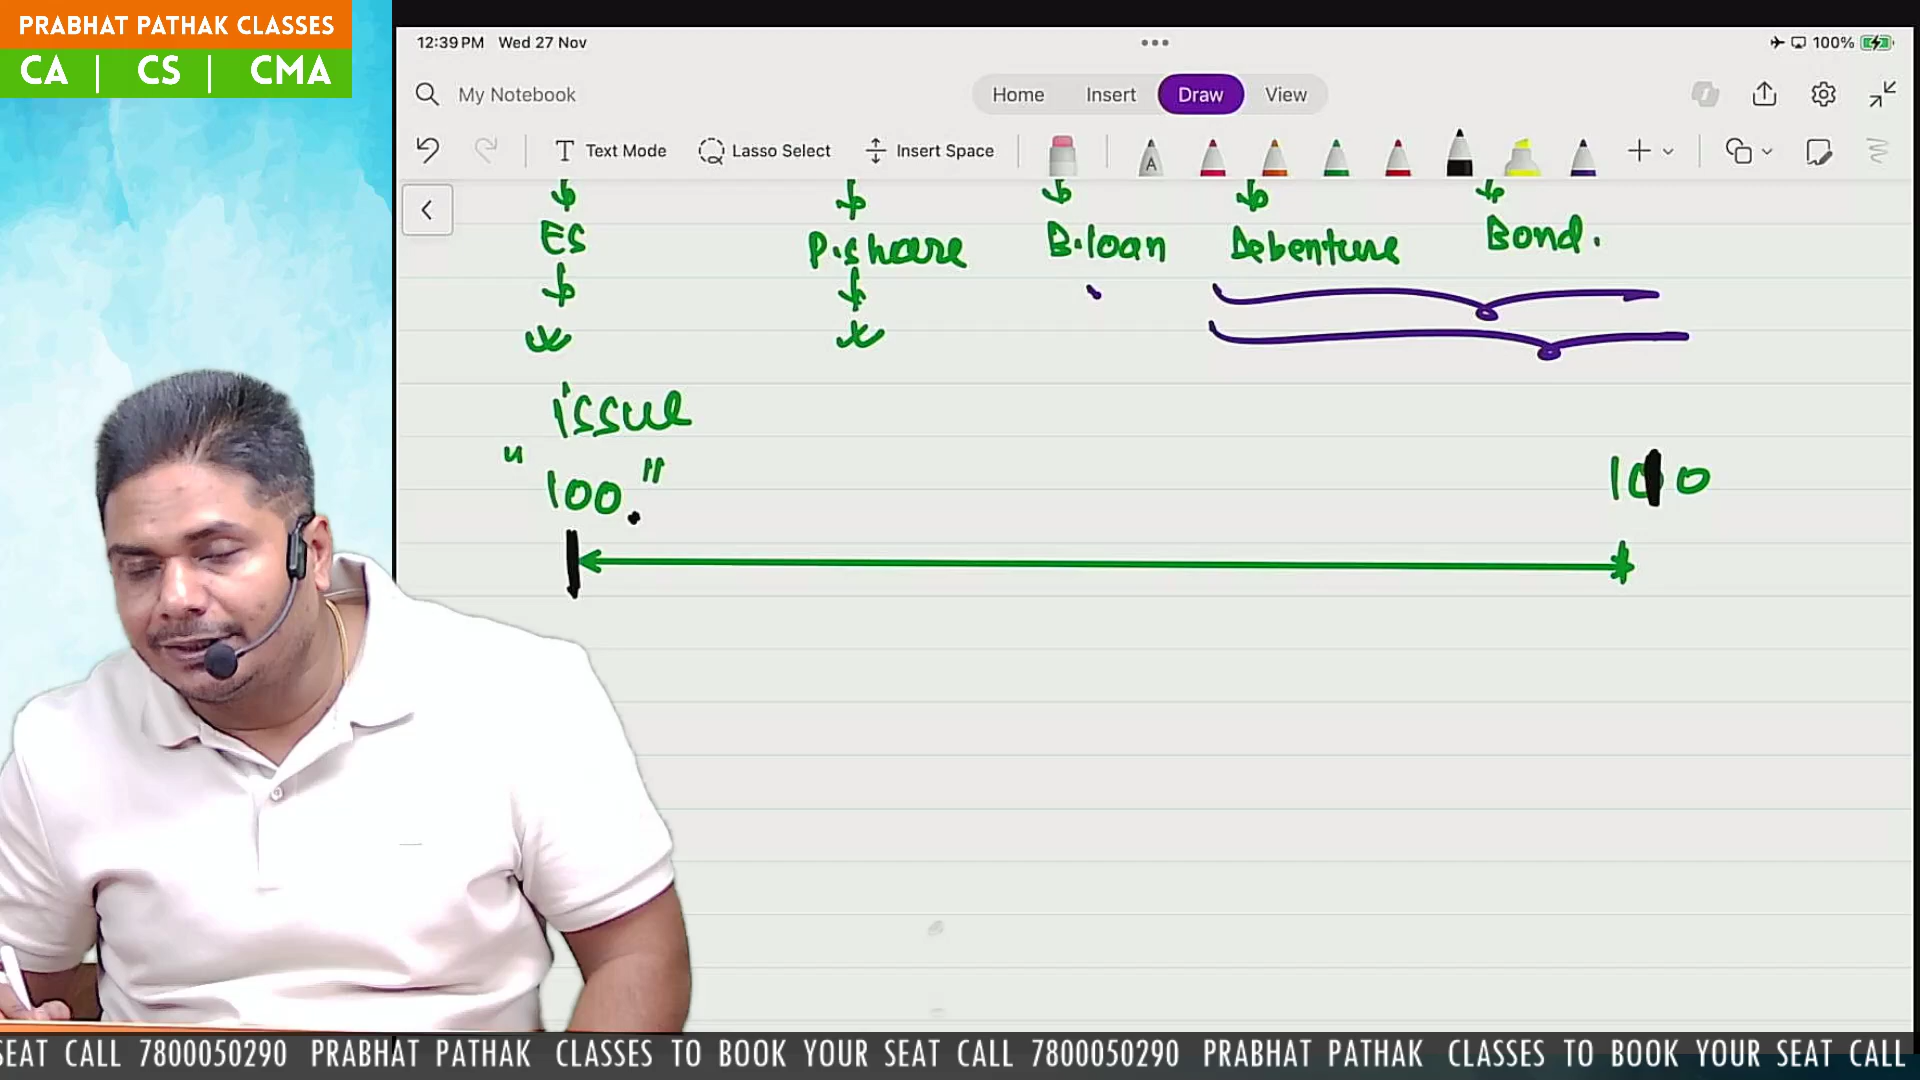 PRABHAT PATHAK CLASSES
CA | CS | CMA
12:39 PM Wed 27 Nov
100%
My Notebook
Home Insert Draw View
Text Mode Lasso Select Insert Space
A
ES P.share B.loan Debenture Bond.
issue
"100."
100
SEAT CALL 7800050290 PRABHAT PATHAK CLASSES TO BOOK YOUR SEAT CALL 7800050290 PRABHAT PATHAK CLASSES TO BOOK YOUR SEAT CALL